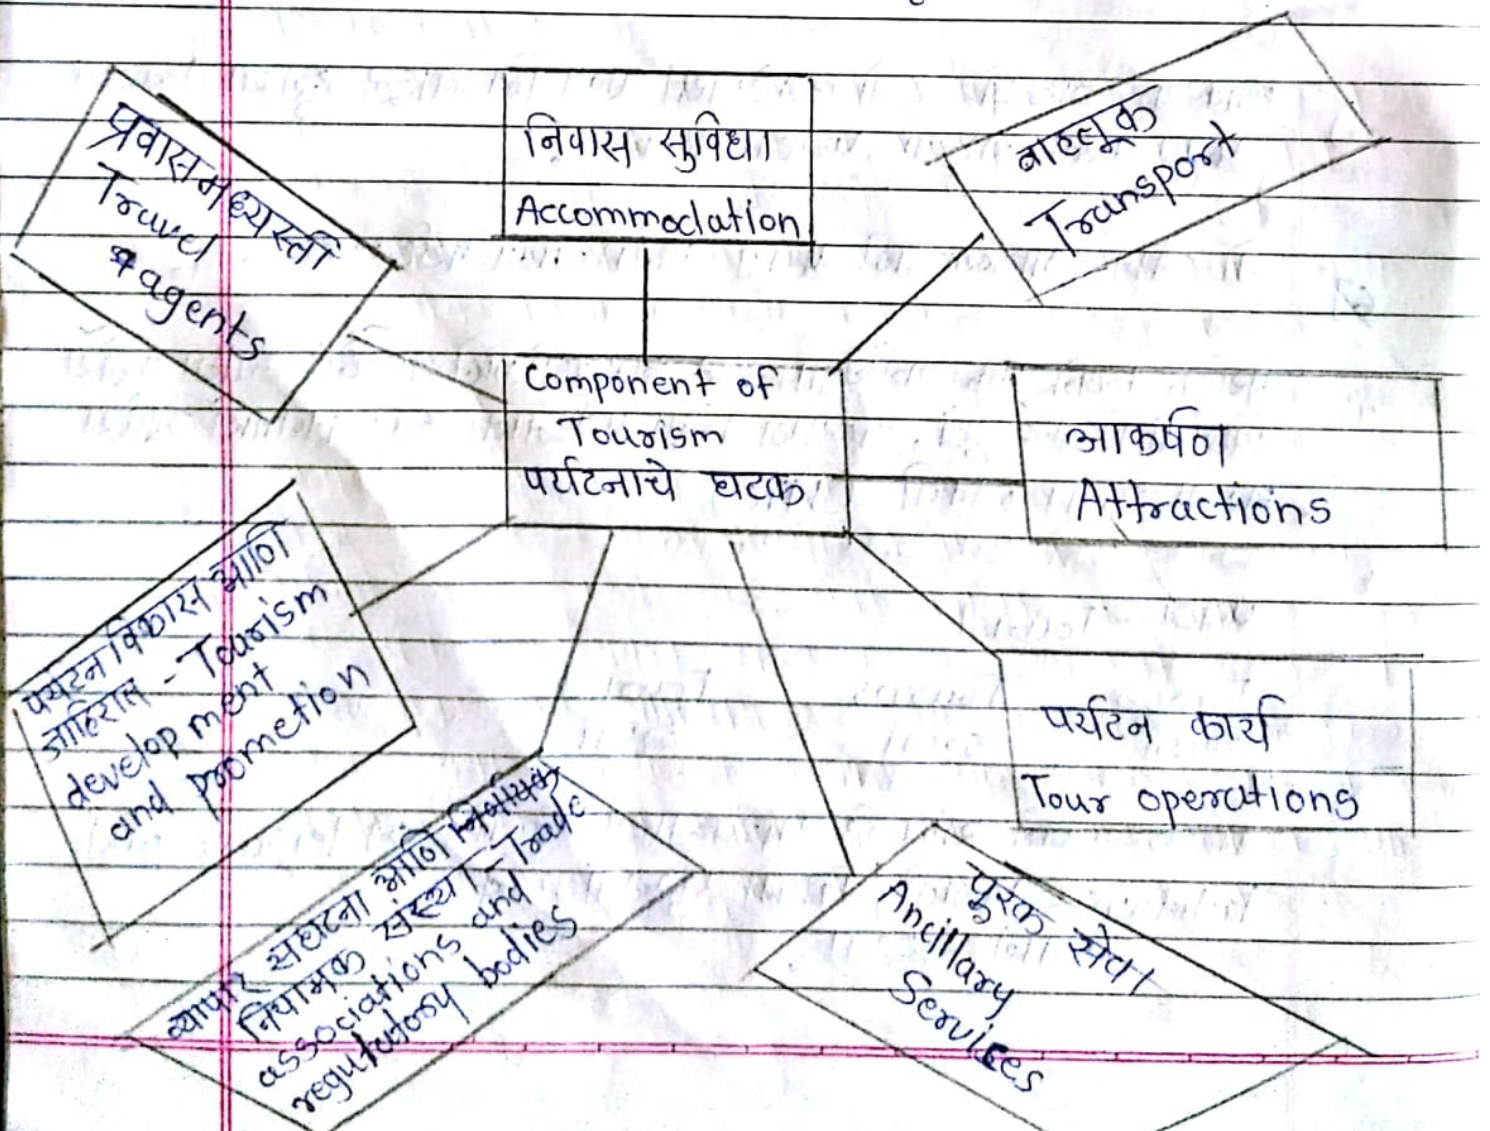 प्रवास मध्यस्ती
Travel
agents
निवास सुविधा
Accommodation
वाहतूक
Transport
Component of
Tourism
पर्यटनाचे घटक
आकर्षण
Attractions
पर्यटन विकास आणि
जाहिरात - Tourism
development
and promotion
पर्यटन कार्य
Tour operations
व्यापार संघटना आणि
नियामक संस्था - Trade
associations and
regulatory bodies
पुरक सेवा
Ancillary
Services